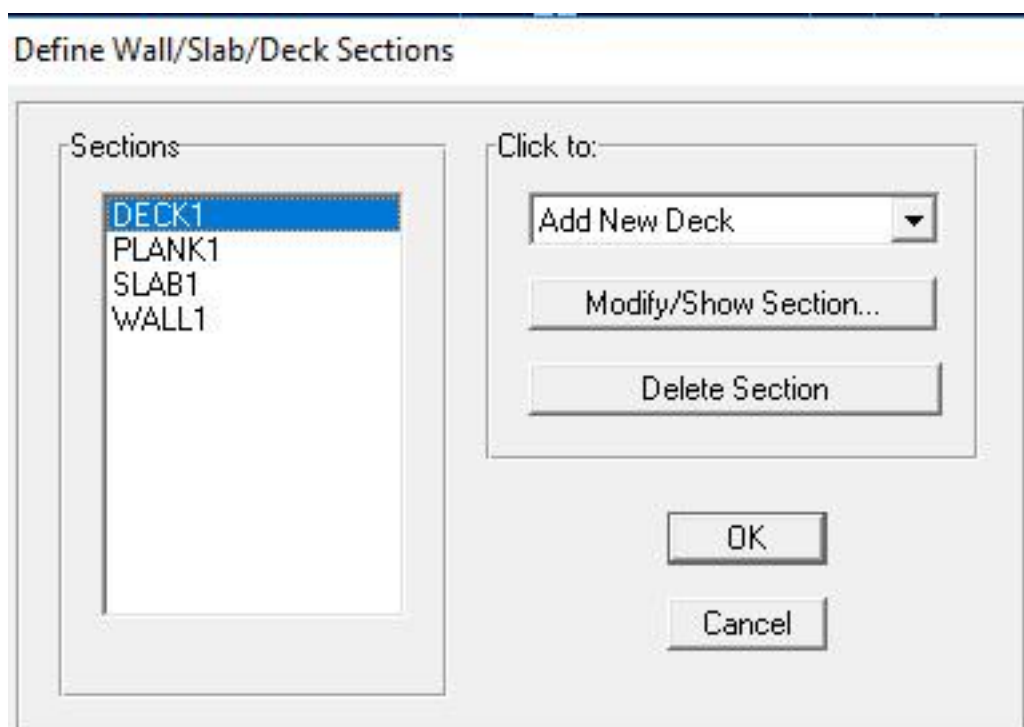 Define Wall/Slab/Deck Sections
Sections
DECK1
PLANK1
SLAB1
WALL1
Click to:
Add New Deck
Modify/Show Section...
Delete Section
OK
Cancel